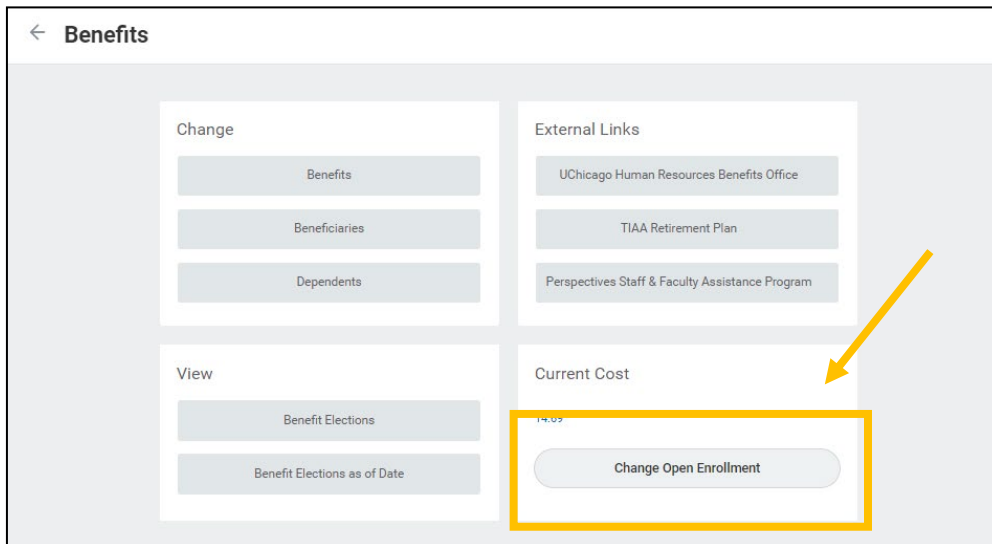 Benefits
Change
Benefits
Beneficiaries
Dependents
External Links
UChicago Human Resources Benefits Office
TIAA Retirement Plan
Perspectives Staff & Faculty Assistance Program
View
Benefit Elections
Benefit Elections as of Date
Current Cost
Change Open Enrollment